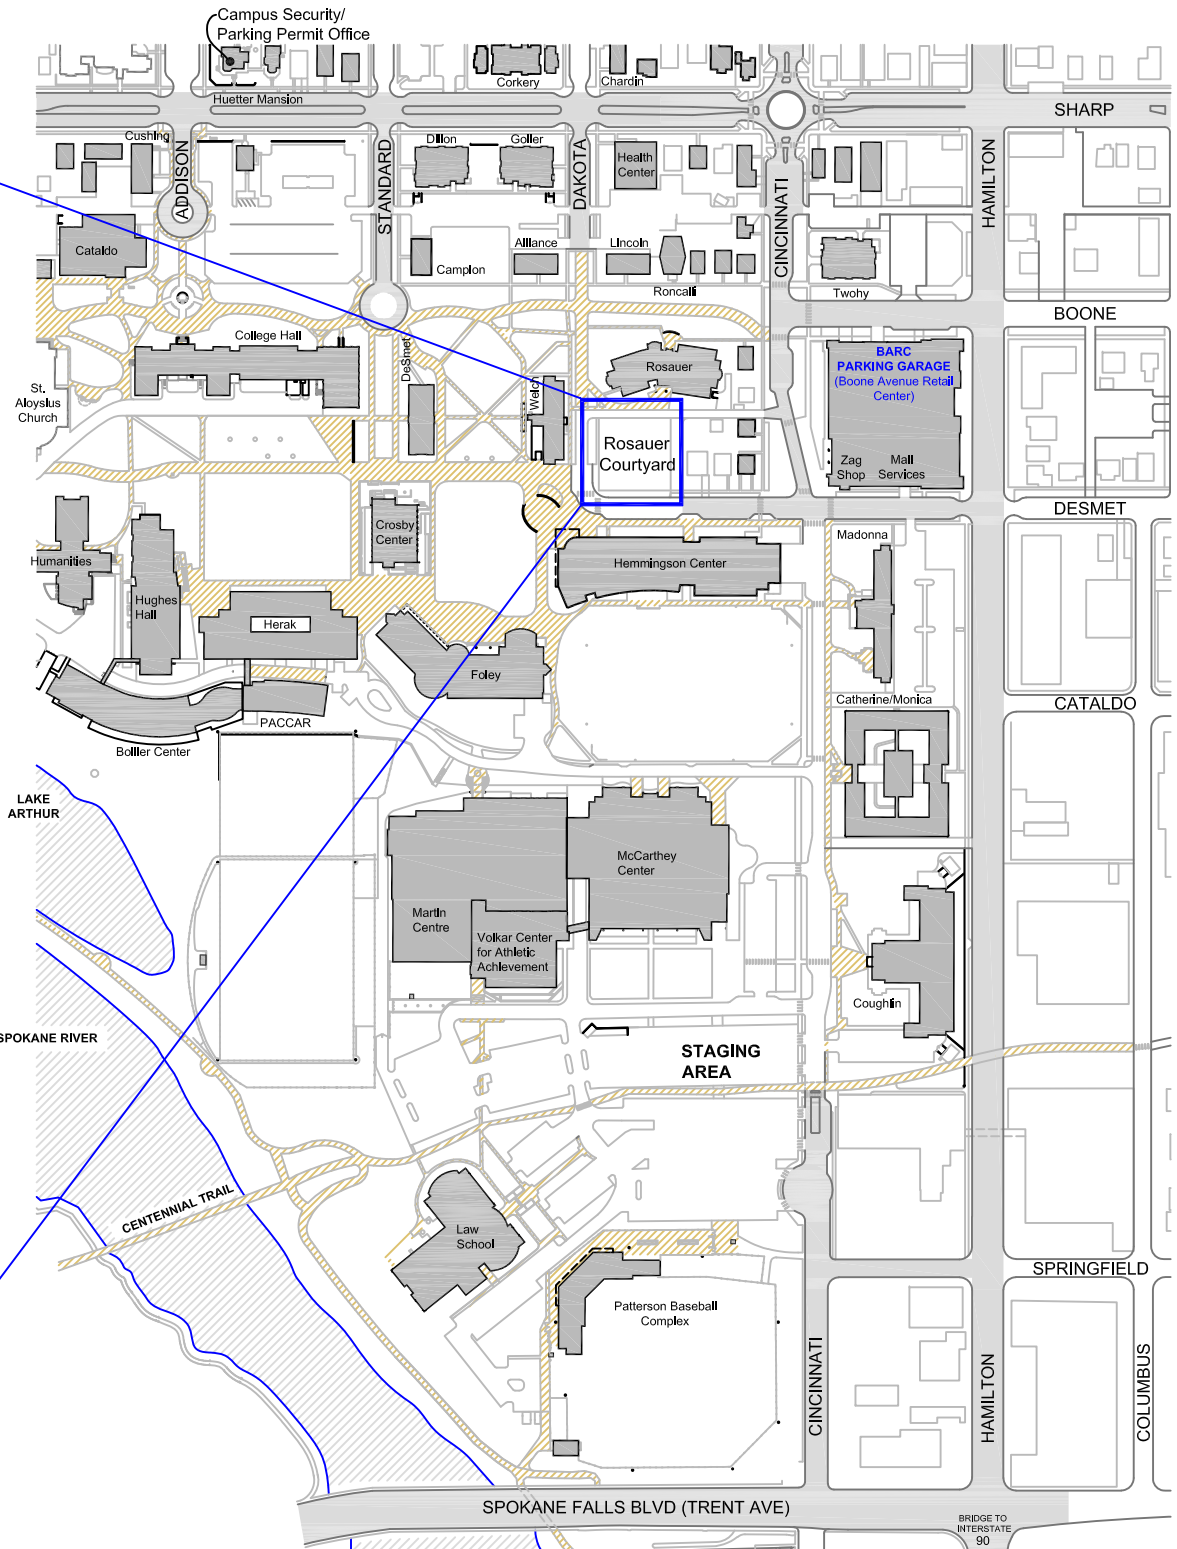 Campus Security/
Parking Permit Office
Corkery
Chardin
Huetter Mansion
SHARP
Cushing
ADDISON
STANDARD
Dillon
Goller
DAKOTA
Health
Center
CINCINNATI
HAMILTON
Cataldo
Campion
Alliance
Lincoln
Roncalli
Twohy
BOONE
College Hall
DeSmet
Welch
Rosauer
BARC
PARKING GARAGE
(Boone Avenue Retail
Center)
St.
Aloysius
Church
Rosauer
Courtyard
Zag
Shop
Mail
Services
DESMET
Crosby
Center
Madonna
Humanities
Hemmingson Center
Hughes
Hall
Herak
Foley
Catherine/Monica
CATALDO
PACCAR
Bollier Center
LAKE
ARTHUR
McCarthey
Center
Martin
Centre
Volkar Center
for Athletic
Achievement
Coughlin
SPOKANE RIVER
STAGING
AREA
CENTENNIAL TRAIL
Law
School
SPRINGFIELD
Patterson Baseball
Complex
CINCINNATI
HAMILTON
COLUMBUS
SPOKANE FALLS BLVD (TRENT AVE)
BRIDGE TO
INTERSTATE
90